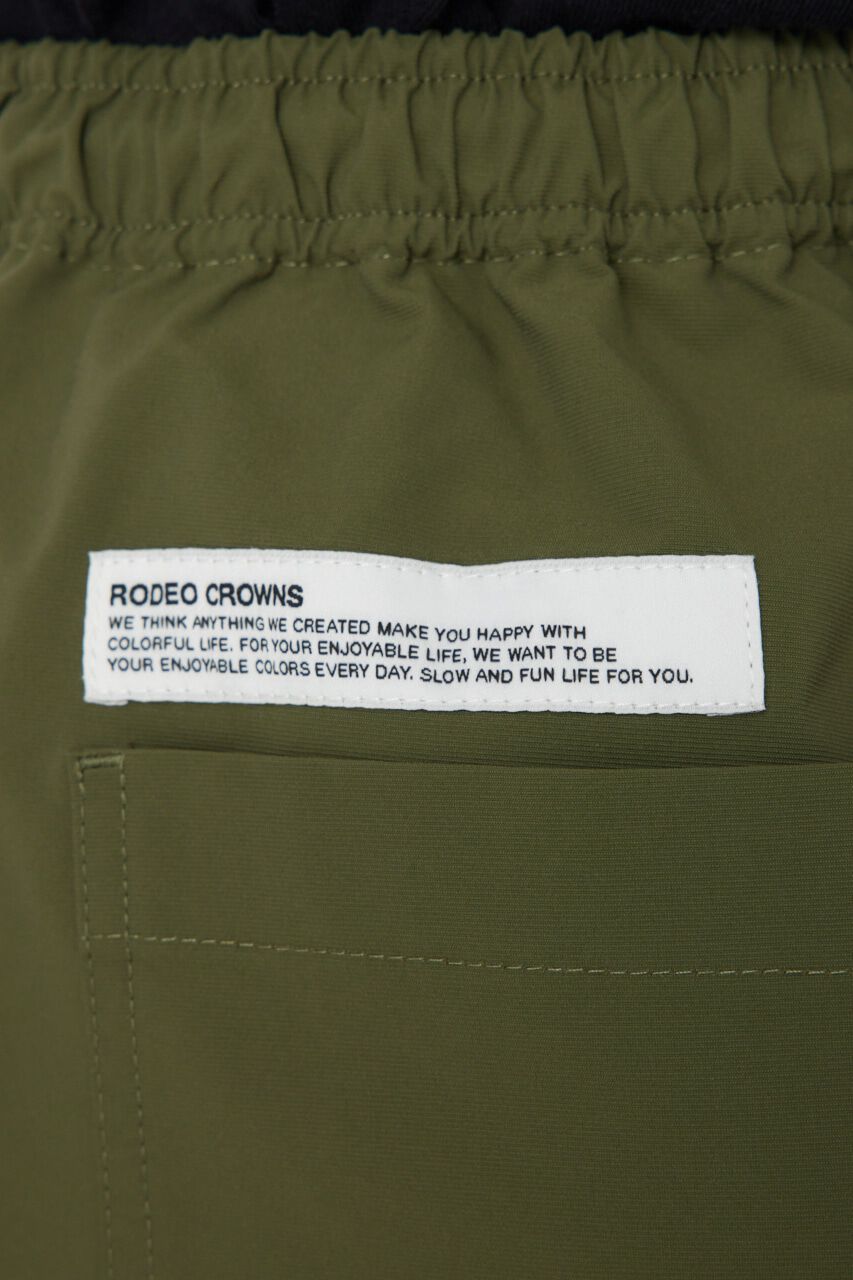 RODEO CROWNS
WE THINK ANYTHING WE CREATED MAKE YOU HAPPY WITH
COLORFUL LIFE. FOR YOUR ENJOYABLE LIFE, WE WANT TO BE
YOUR ENJOYABLE COLORS EVERY DAY. SLOW AND FUN LIFE FOR YOU.